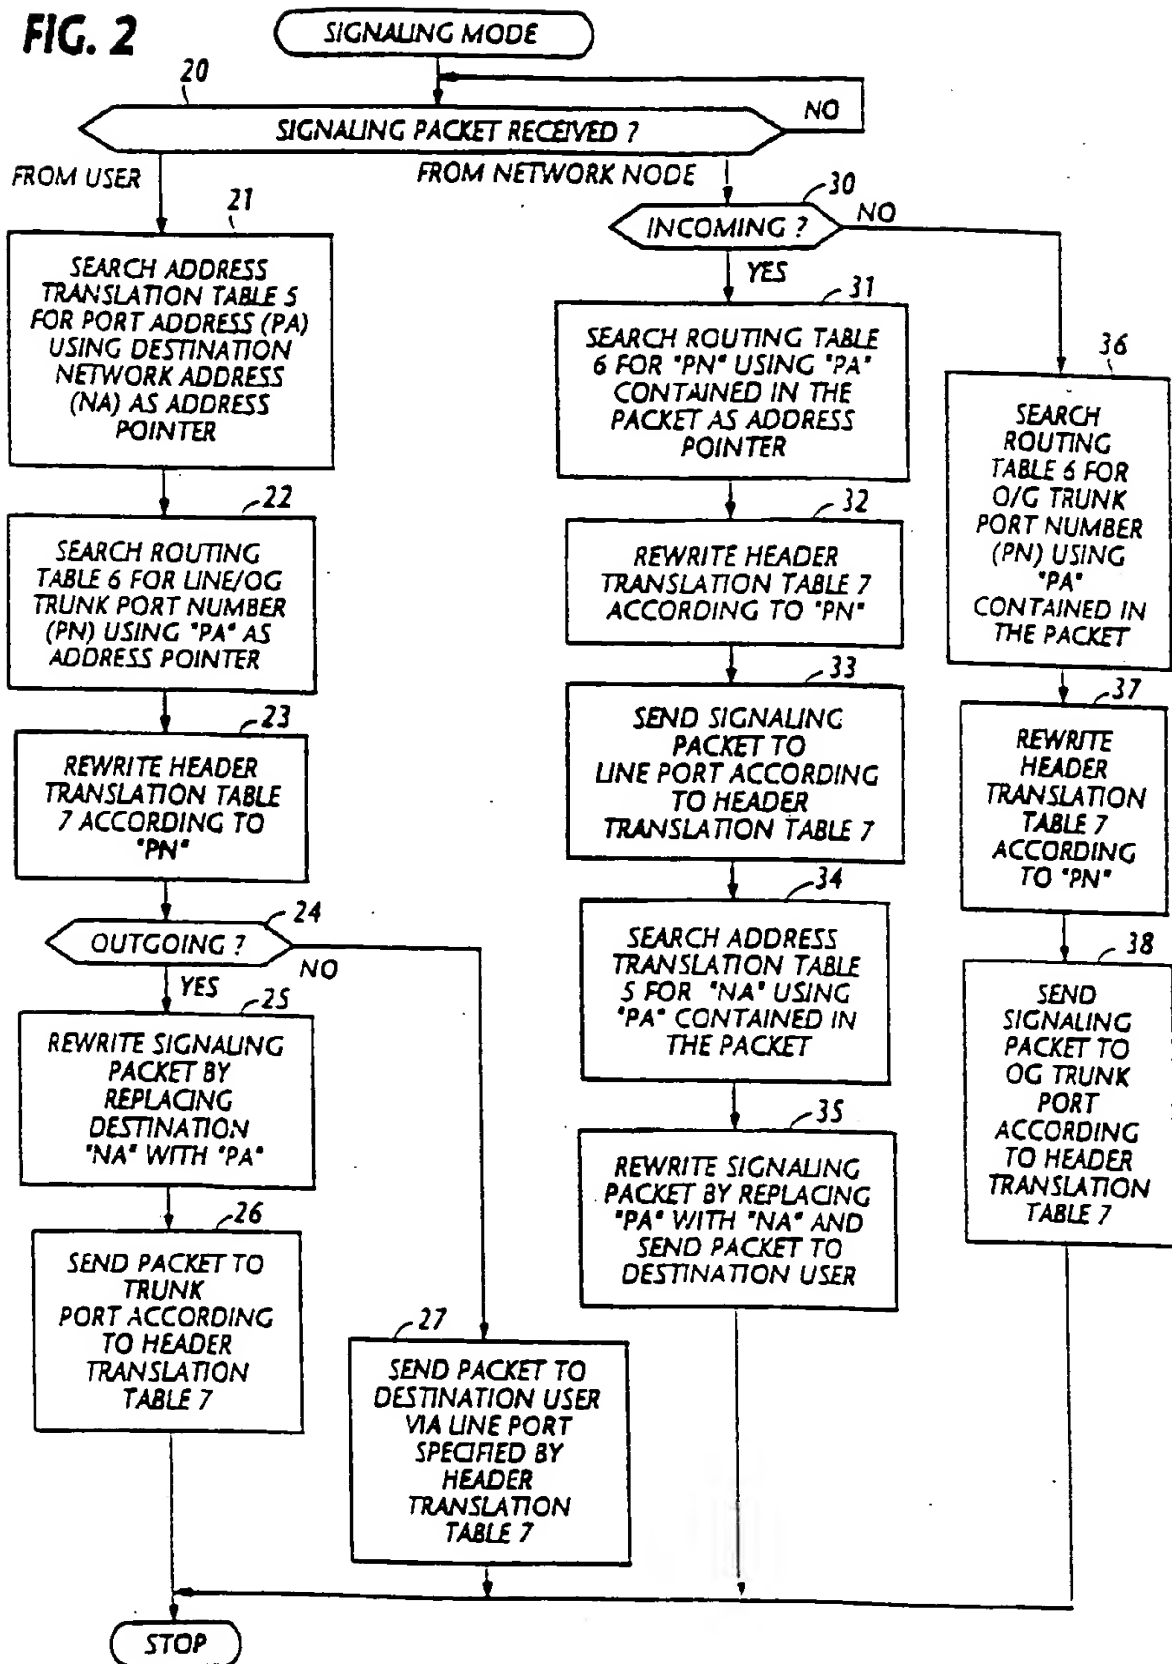 FIG. 2
SIGNALING MODE
20
SIGNALING PACKET RECEIVED ?
NO
FROM USER
FROM NETWORK NODE
21
SEARCH ADDRESS
TRANSLATION TABLE 5
FOR PORT ADDRESS (PA)
USING DESTINATION
NETWORK ADDRESS
(NA) AS ADDRESS
POINTER
22
SEARCH ROUTING
TABLE 6 FOR LINE/OG
TRUNK PORT NUMBER
(PN) USING "PA" AS
ADDRESS POINTER
23
REWRITE HEADER
TRANSLATION TABLE
7 ACCORDING TO
"PN"
24
OUTGOING ?
NO
YES
25
REWRITE SIGNALING
PACKET BY
REPLACING
DESTINATION
"NA" WITH "PA"
26
SEND PACKET TO
TRUNK
PORT ACCORDING
TO HEADER
TRANSLATION
TABLE 7
27
SEND PACKET TO
DESTINATION USER
VIA LINE PORT
SPECIFIED BY
HEADER
TRANSLATION
TABLE 7
30
INCOMING ?
NO
YES
31
SEARCH ROUTING TABLE
6 FOR "PN" USING "PA"
CONTAINED IN THE
PACKET AS ADDRESS
POINTER
32
REWRITE HEADER
TRANSLATION TABLE 7
ACCORDING TO "PN"
33
SEND SIGNALING
PACKET TO
LINE PORT ACCORDING
TO HEADER
TRANSLATION TABLE 7
34
SEARCH ADDRESS
TRANSLATION TABLE
5 FOR "NA" USING
"PA" CONTAINED IN
THE PACKET
35
REWRITE SIGNALING
PACKET BY REPLACING
"PA" WITH "NA" AND
SEND PACKET TO
DESTINATION USER
36
SEARCH
ROUTING
TABLE 6 FOR
O/G TRUNK
PORT NUMBER
(PN) USING
"PA"
CONTAINED IN
THE PACKET
37
REWRITE
HEADER
TRANSLATION
TABLE 7
ACCORDING
TO "PN"
38
SEND
SIGNALING
PACKET TO
OG TRUNK
PORT
ACCORDING
TO HEADER
TRANSLATION
TABLE 7
STOP